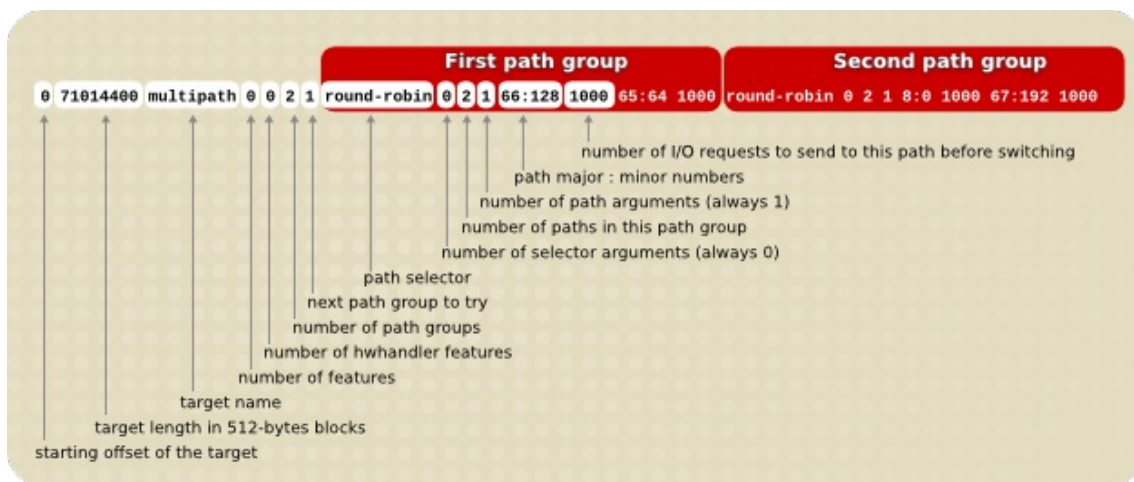 First path group Second path group
0 71014400 multipath 0 0 2 1 round-robin 0 2 1 66:128 1000 65:64 1000 round-robin 0 2 1 8:0 1000 67:192 1000
number of I/O requests to send to this path before switching
path major : minor numbers
number of path arguments (always 1)
number of paths in this path group
number of selector arguments (always 0)
path selector
next path group to try
number of path groups
number of hwhandler features
number of features
target name
target length in 512-bytes blocks
starting offset of the target